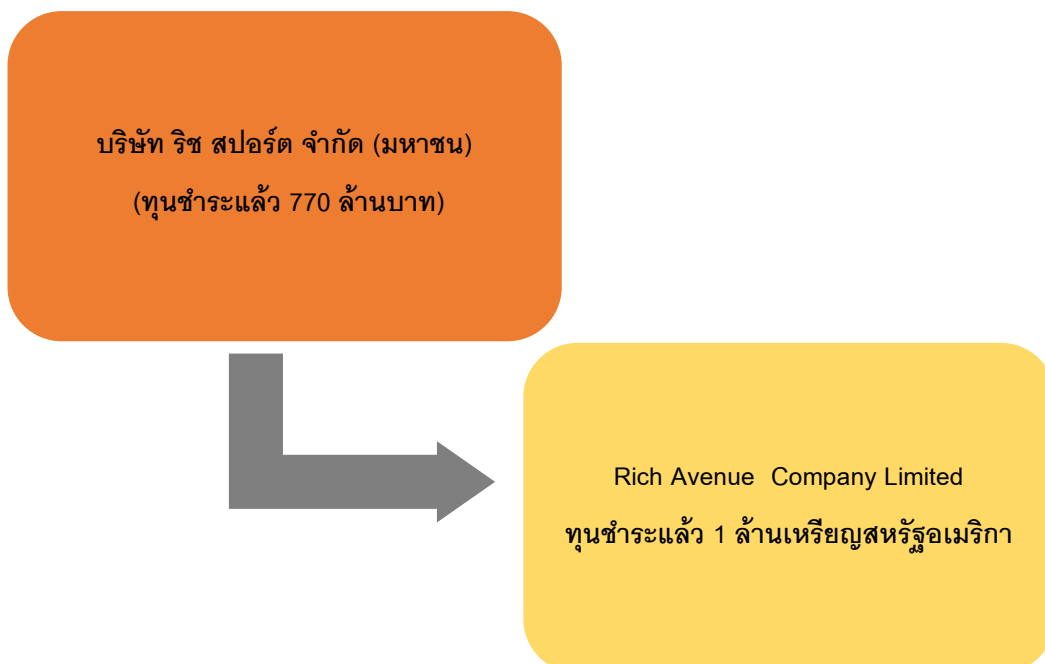 บริษัท ริช สปอร์ต จำกัด (มหาชน)
(ทุนชำระแล้ว 770 ล้านบาท)
Rich Avenue  Company Limited
ทุนชำระแล้ว 1 ล้านเหรียญสหรัฐอเมริกา